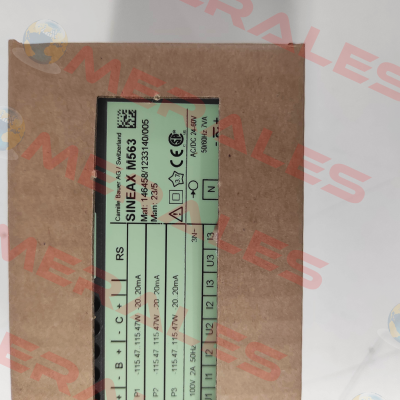 Camille Bauer AG / Switzerland
SINEAX M563
Mat: 146458/1233140/005
Man: 23/5
AC/DC 24-60V
50/60Hz 7VA
- B + - C + RS
P1 -115.47..115.47W -20..20mA
P2 -115.47..115.47W -20..20mA
P3 -115.47..115.47W -20..20mA
100V 2A 50Hz 3N~
I1 I2 U2 I2 I3 U3 I3 N
MERALES